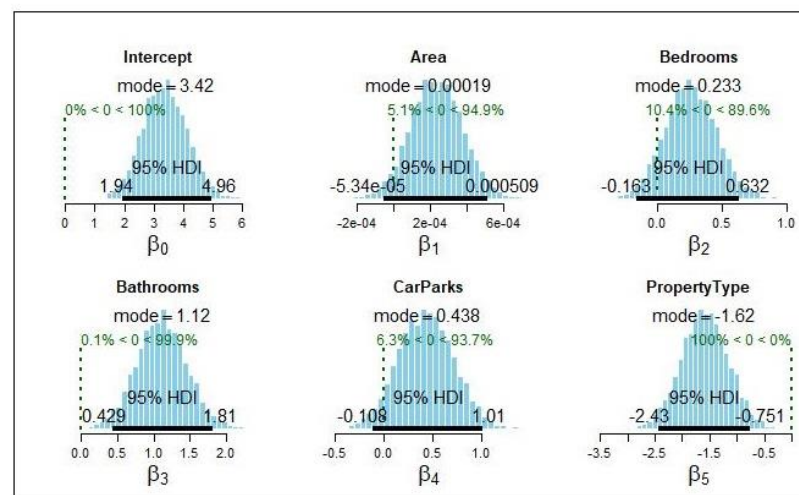 Intercept
mode = 3.42
0% < 0 < 100%
95% HDI
1.94 4.96
0 1 2 3 4 5 6
β0
Area
mode = 0.00019
5.1% < 0 < 94.9%
95% HDI
-5.34e-05 0.000509
-2e-04 2e-04 6e-04
β1
Bedrooms
mode = 0.233
10.4% < 0 < 89.6%
95% HDI
-0.163 0.632
0.0 0.5 1.0
β2
Bathrooms
mode = 1.12
0.1% < 0 < 99.9%
95% HDI
0.429 1.81
0.0 0.5 1.0 1.5 2.0
β3
CarParks
mode = 0.438
6.3% < 0 < 93.7%
95% HDI
-0.108 1.01
-0.5 0.0 0.5 1.0
β4
PropertyType
mode = -1.62
100% < 0 < 0%
95% HDI
-2.43 -0.751
-3.5 -2.5 -1.5 -0.5
β5